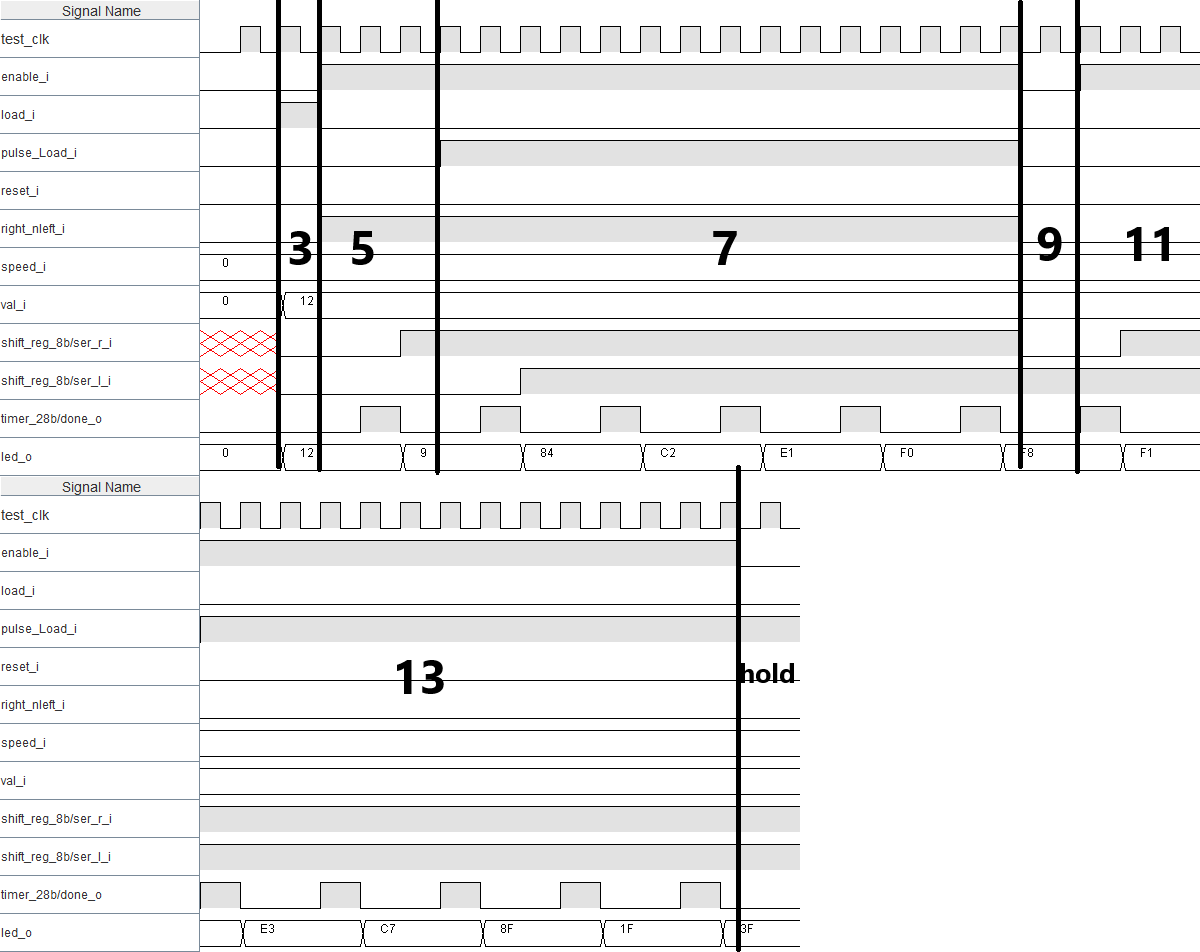 Signal Name
test_clk
enable_i
load_i
pulse_Load_i
reset_i
right_nleft_i
3 5 7 9 11
speed_i 0
val_i 0 12
shift_reg_8b/ser_r_i
shift_reg_8b/ser_l_i
timer_28b/done_o
led_o 0 12 9 84 C2 E1 F0 F8 F1
Signal Name
test_clk
enable_i
load_i
pulse_Load_i
reset_i 13 hold
right_nleft_i
speed_i
val_i
shift_reg_8b/ser_r_i
shift_reg_8b/ser_l_i
timer_28b/done_o
led_o E3 C7 8F 1F 3F